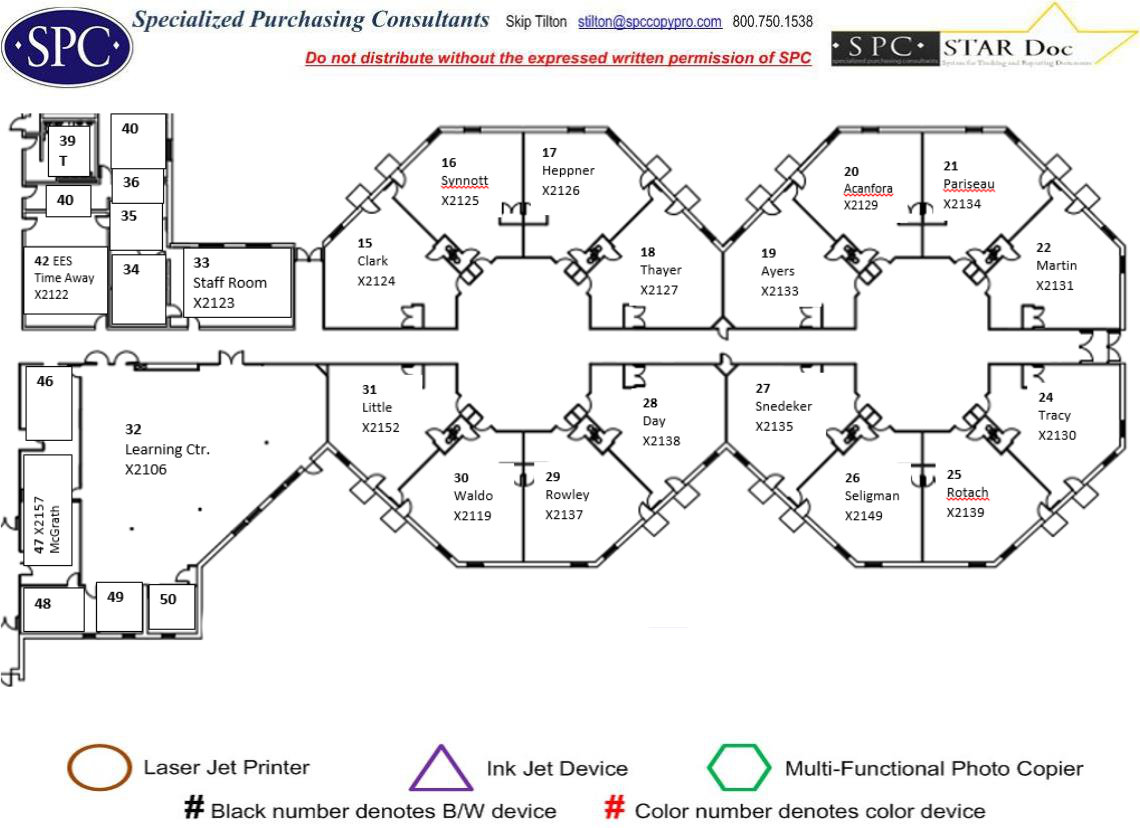 Specialized Purchasing Consultants Skip Tilton stilton@spccopypro.com 800.750.1538
·SPC·
Do not distribute without the expressed written permission of SPC
·SPC· STAR Doc
specialized purchasing consultants System for Tracking and Reporting Documents
39
T
40
40
36
35
34
42 EES
Time Away
X2122
33
Staff Room
X2123
15
Clark
X2124
16
Synnott
X2125
17
Heppner
X2126
18
Thayer
X2127
19
Ayers
X2133
20
Acanfora
X2129
21
Pariseau
X2134
22
Martin
X2131
46
47 X2157
McGrath
48
49
50
32
Learning Ctr.
X2106
31
Little
X2152
30
Waldo
X2119
29
Rowley
X2137
28
Day
X2138
27
Snedeker
X2135
26
Seligman
X2149
25
Rotach
X2139
24
Tracy
X2130
Laser Jet Printer
Ink Jet Device
Multi-Functional Photo Copier
# Black number denotes B/W device
# Color number denotes color device